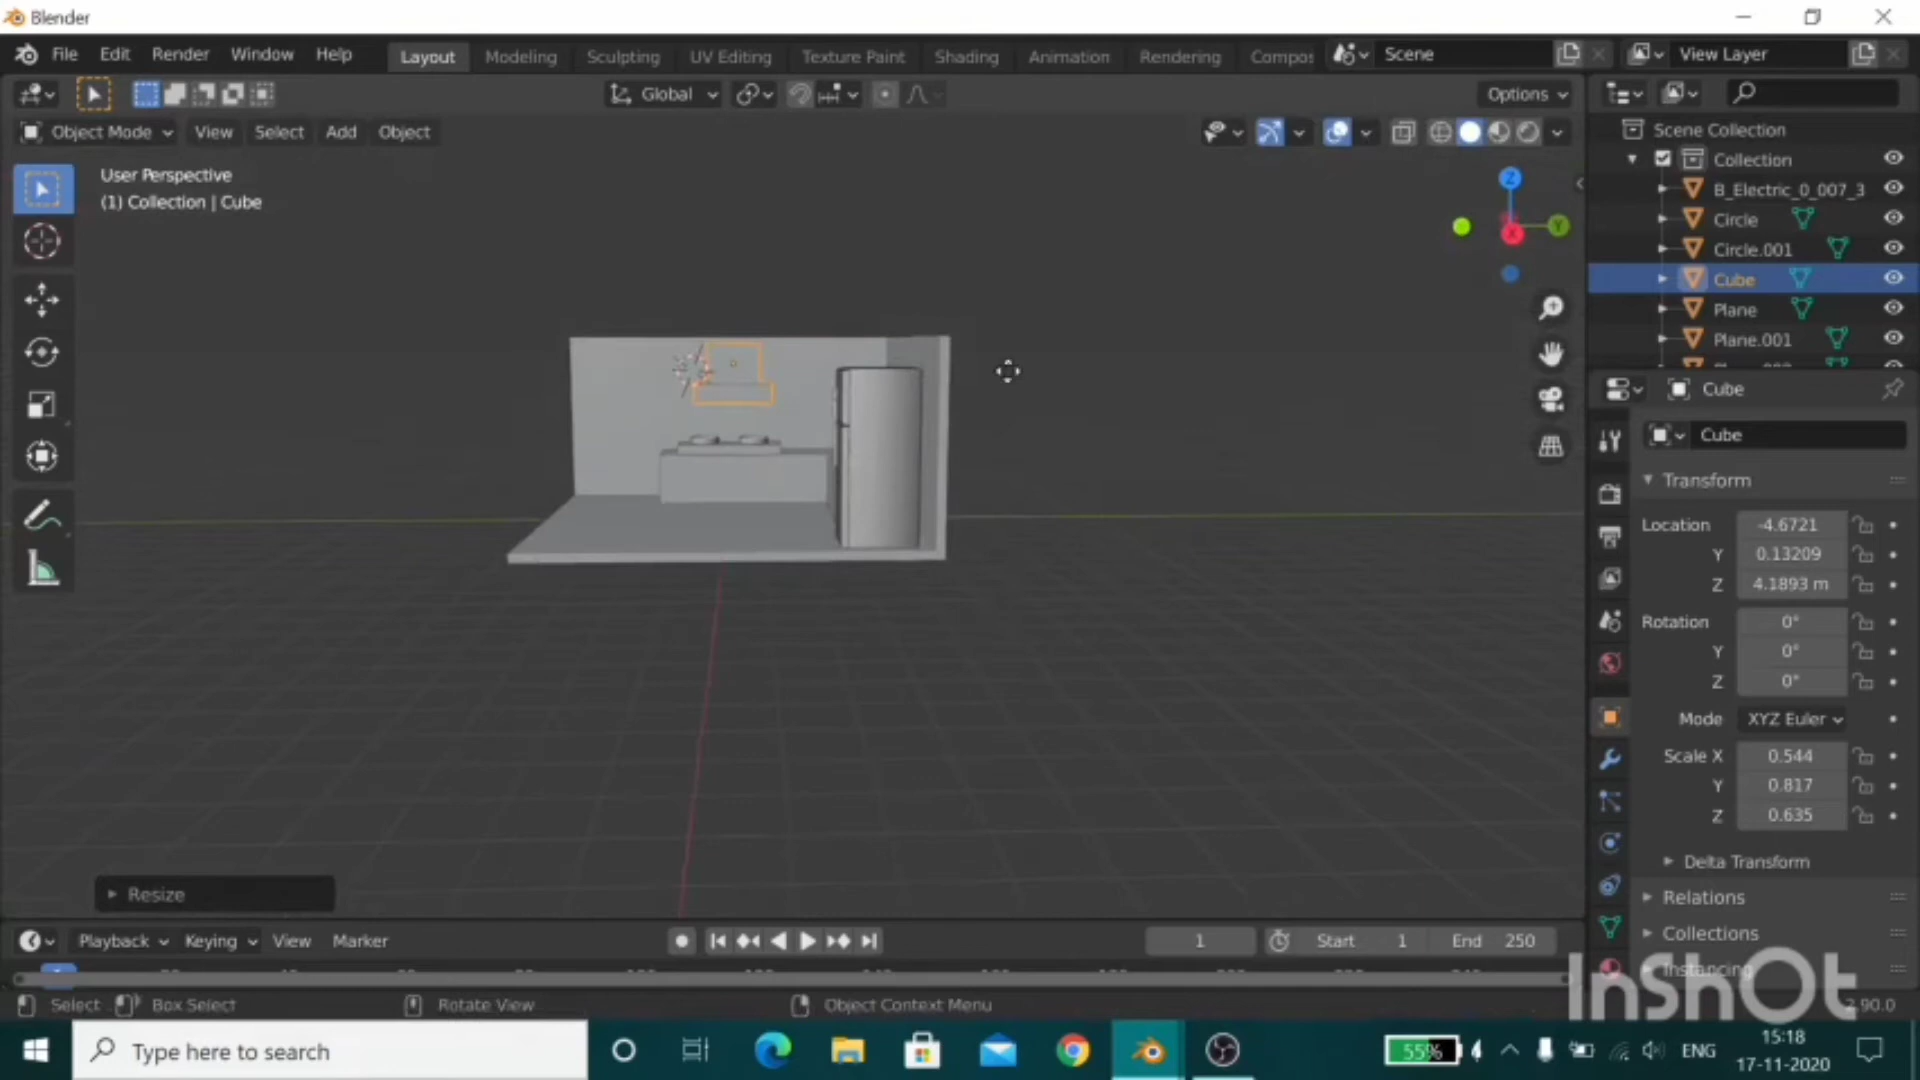 Blender
File Edit Render Window Help Layout Modeling Sculpting UV Editing Texture Paint Shading Animation Rendering Compos Scene View Layer
Global Options
Object Mode View Select Add Object
User Perspective
(1) Collection | Cube
Z
Y
X
Scene Collection
Collection
B_Electric_0_007_3
Circle
Circle.001
Cube
Plane
Plane.001
Cube
Cube
Transform
Location -4.6721
Y 0.13209
Z 4.1893 m
Rotation 0°
Y 0°
Z 0°
Mode XYZ Euler
Scale X 0.544
Y 0.817
Z 0.635
Delta Transform
Relations
Collections
Instancing
Resize
Playback Keying View Marker 1 Start 1 End 250
Select Box Select Rotate View Object Context Menu 2.90.0
InShOt
Type here to search
55%
ENG
15:18
17-11-2020